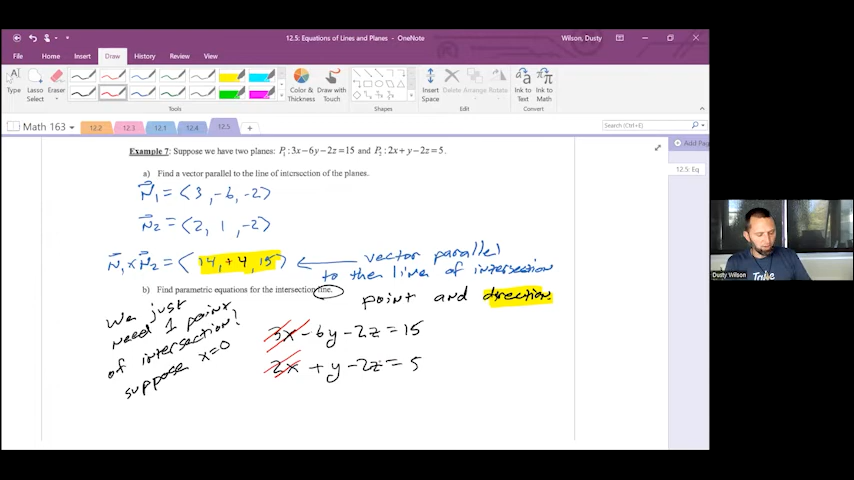 12.5: Equations of Lines and Planes - OneNote
Wilson, Dusty
File Home Insert Draw History Review View
Type
Lasso Select
Eraser
Tools
Color & Thickness
Draw with Touch
Shapes
Insert Space
Delete Arrange Rotate
Edit
Ink to Text
Ink to Math
Convert
Math 163 12.2 12.3 12.1 12.4 12.5 +
Search (Ctrl+E)
Add Pag
12.5: Eq
Example 7: Suppose we have two planes: P₁: 3x−6y−2z=15 and P₂: 2x+y−2z=5.
a) Find a vector parallel to the line of intersection of the planes.
N⃗₁ = ⟨3, -6, -2⟩
N⃗₂ = ⟨2, 1, -2⟩
N⃗₁ × N⃗₂ = ⟨14, +4, 15⟩ ← vector parallel
to the lines of intersection
b) Find parametric equations for the intersection line.
point and direction.
We just
need 1 point
of intersection!
suppose x=0
3x - 6y - 2z = 15
2x + y - 2z = 5
Dusty Wilson